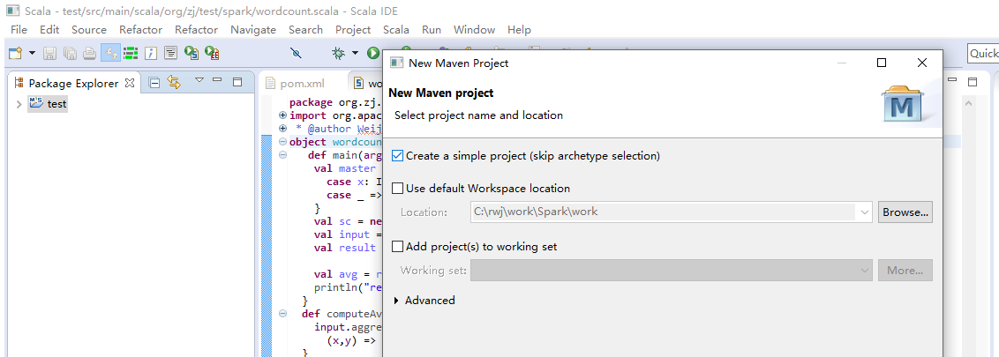 Scala - test/src/main/scala/org/zj/test/spark/wordcount.scala - Scala IDE
File Edit Source Refactor Refactor Navigate Search Project Scala Run Window Help
Quick
Package Explorer
test
pom.xml
wo
package org.zj.
import org.apac
* @author Weij
object wordcoun
def main(arg
val master
case x: I
case _ =>
}
val sc = ne
val input =
val result
val avg = r
println("re
}
def computeAv
input.aggre
(x,y) =>
}
New Maven Project
New Maven project
Select project name and location
M
Create a simple project (skip archetype selection)
Use default Workspace location
Location: C:\rwj\work\Spark\work Browse...
Add project(s) to working set
Working set: More...
Advanced